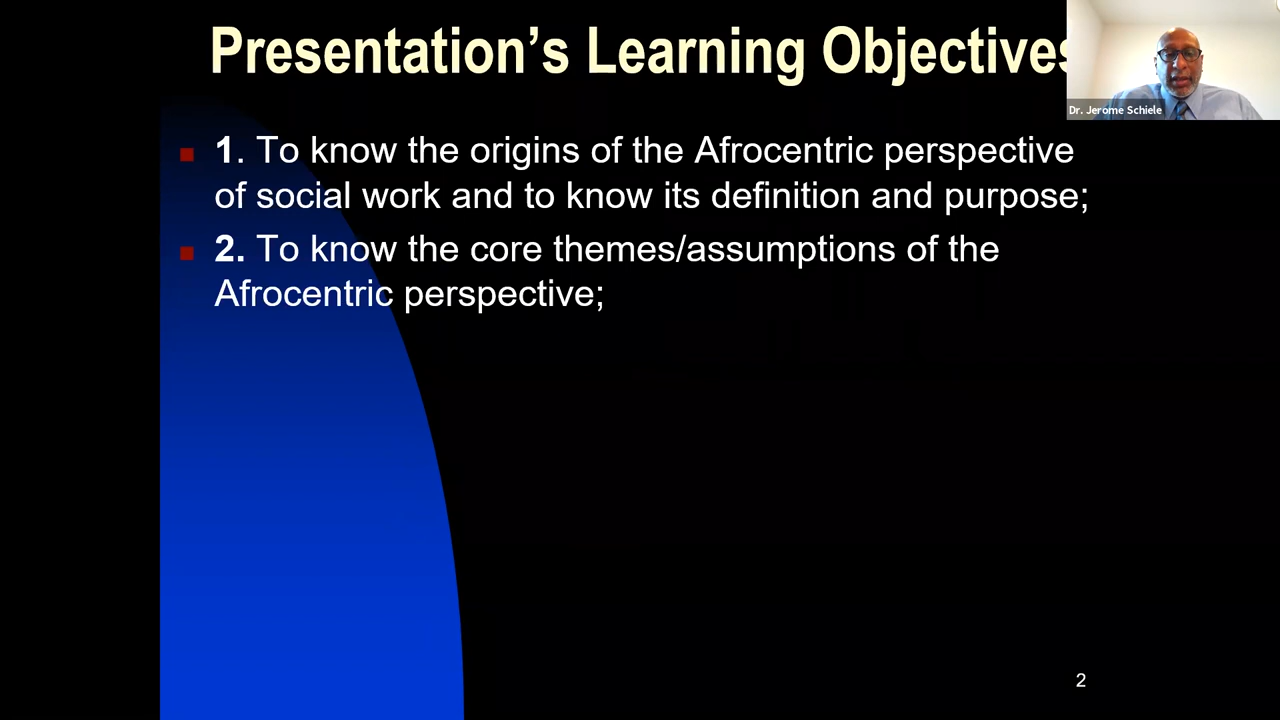 Presentation's Learning Objectives
Dr. Jerome Schiele
1. To know the origins of the Afrocentric perspective
of social work and to know its definition and purpose;
2. To know the core themes/assumptions of the
Afrocentric perspective;
2